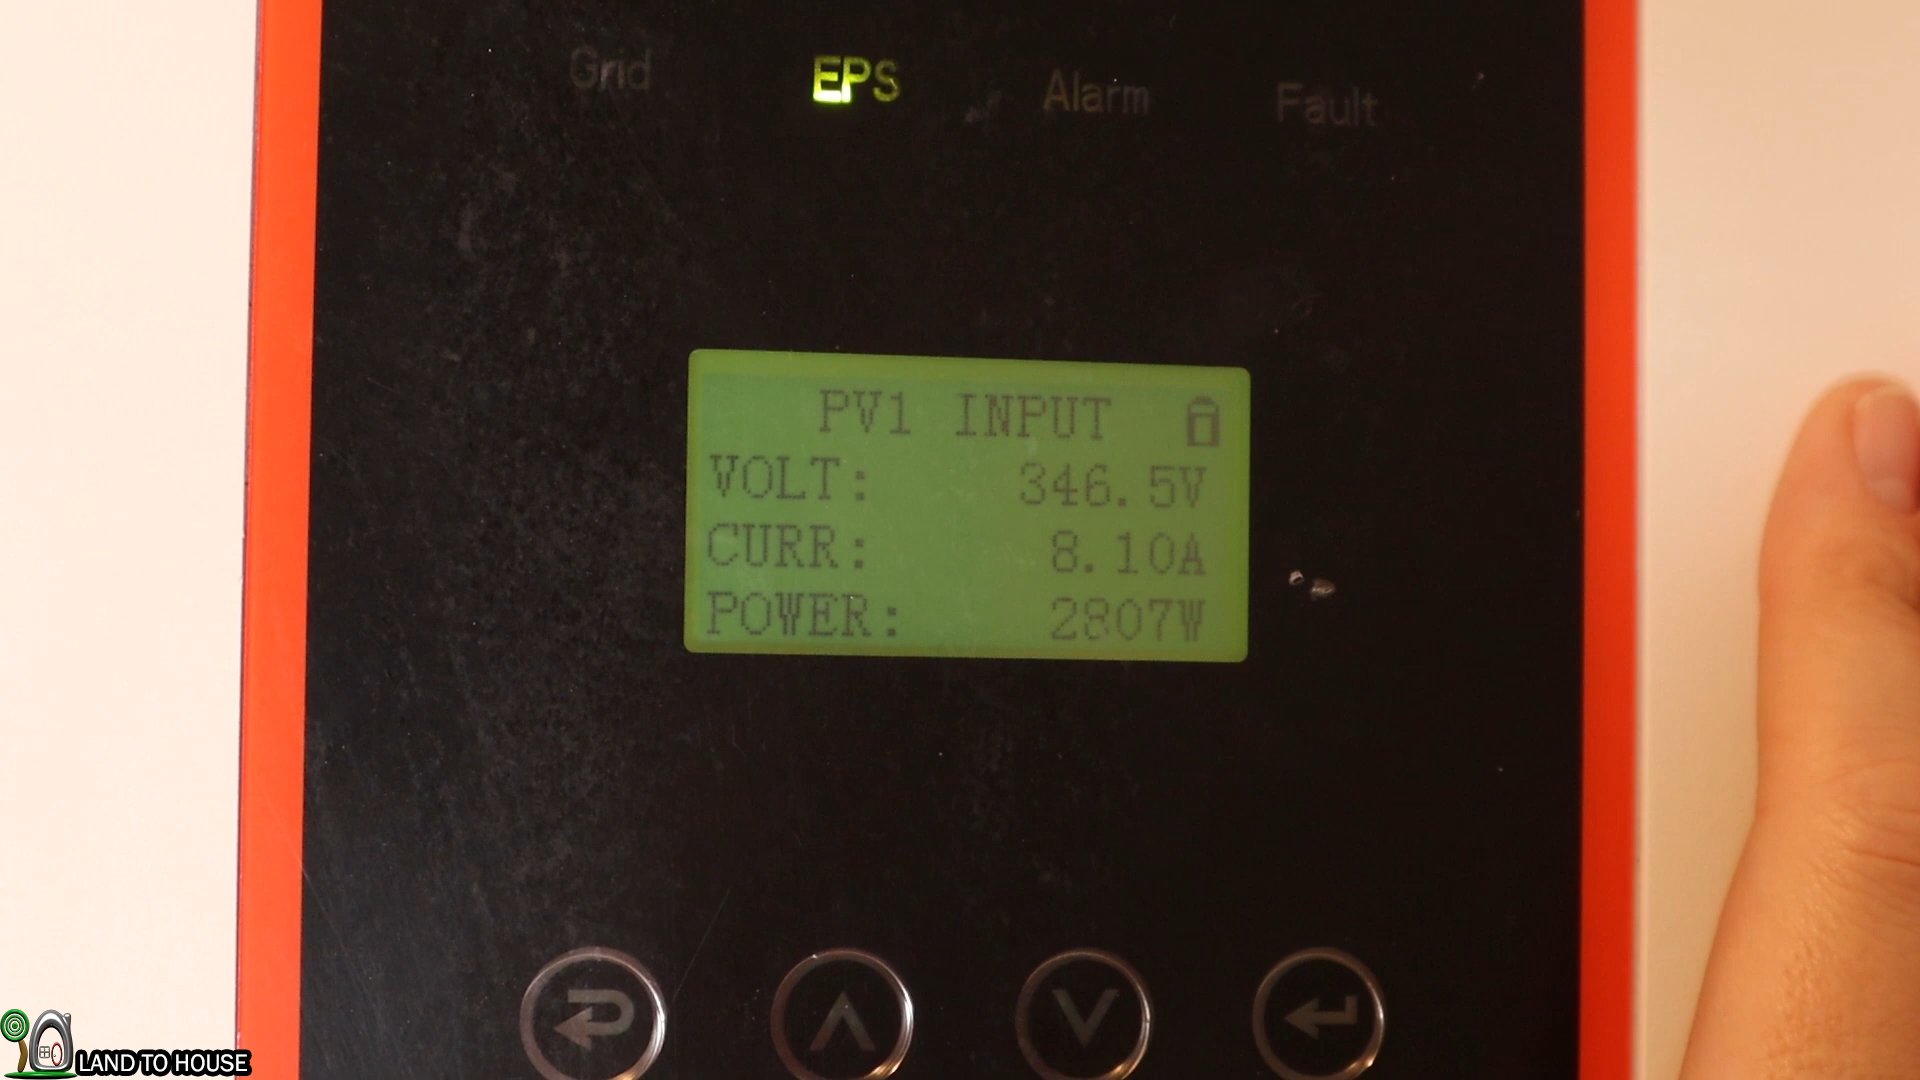 Grid EPS Alarm Fault
PV1 INPUT
VOLT: 346.5V
CURR: 8.10A
POWER: 2807W
LAND TO HOUSE